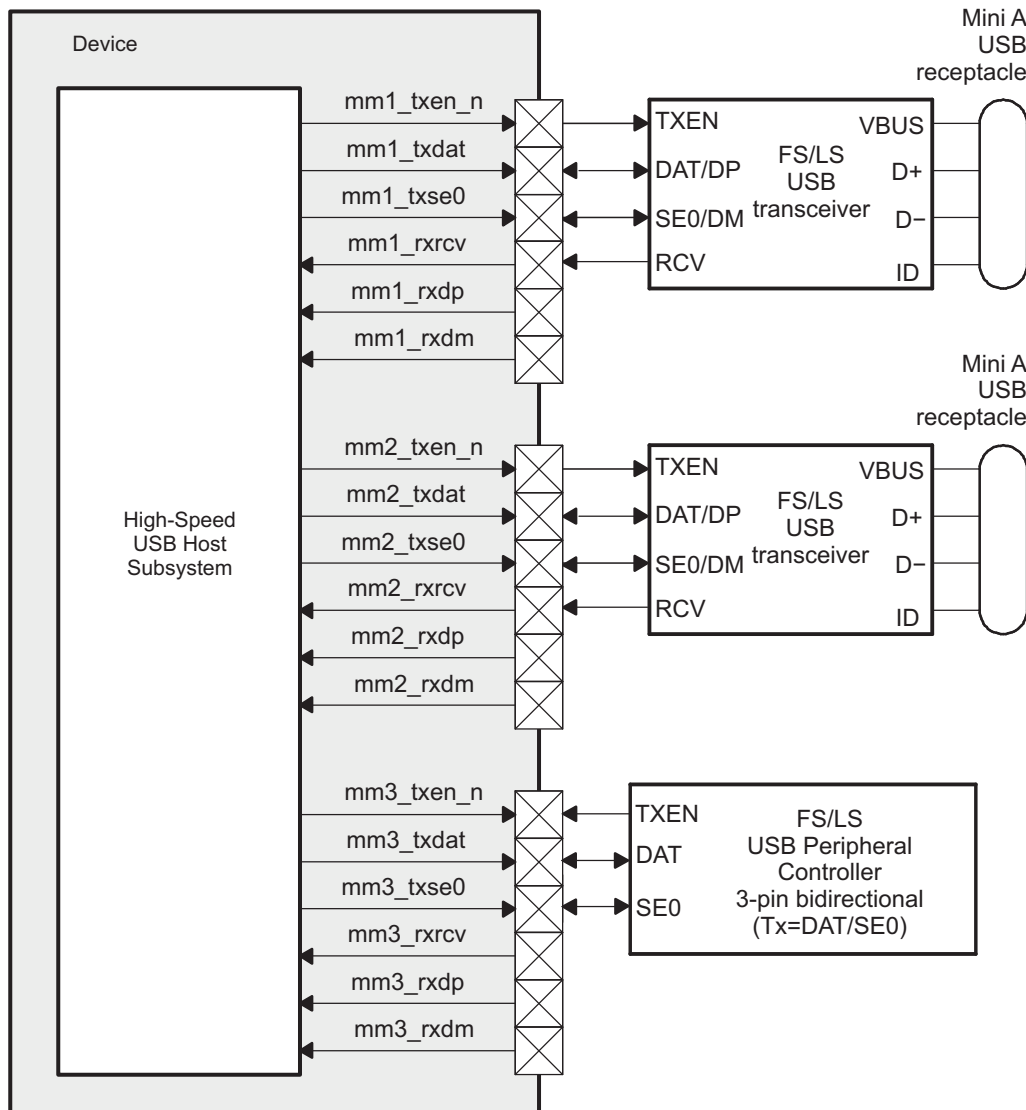 Device
Mini A
USB
receptacle
mm1_txen_n
mm1_txdat
mm1_txse0
mm1_rxrcv
mm1_rxdp
mm1_rxdm
TXEN
DAT/DP
SE0/DM
RCV
FS/LS
USB
transceiver
VBUS
D+
D−
ID
Mini A
USB
receptacle
High-Speed
USB Host
Subsystem
mm2_txen_n
mm2_txdat
mm2_txse0
mm2_rxrcv
mm2_rxdp
mm2_rxdm
TXEN
DAT/DP
SE0/DM
RCV
FS/LS
USB
transceiver
VBUS
D+
D−
ID
mm3_txen_n
mm3_txdat
mm3_txse0
mm3_rxrcv
mm3_rxdp
mm3_rxdm
TXEN
DAT
SE0
FS/LS
USB Peripheral
Controller
3-pin bidirectional
(Tx=DAT/SE0)